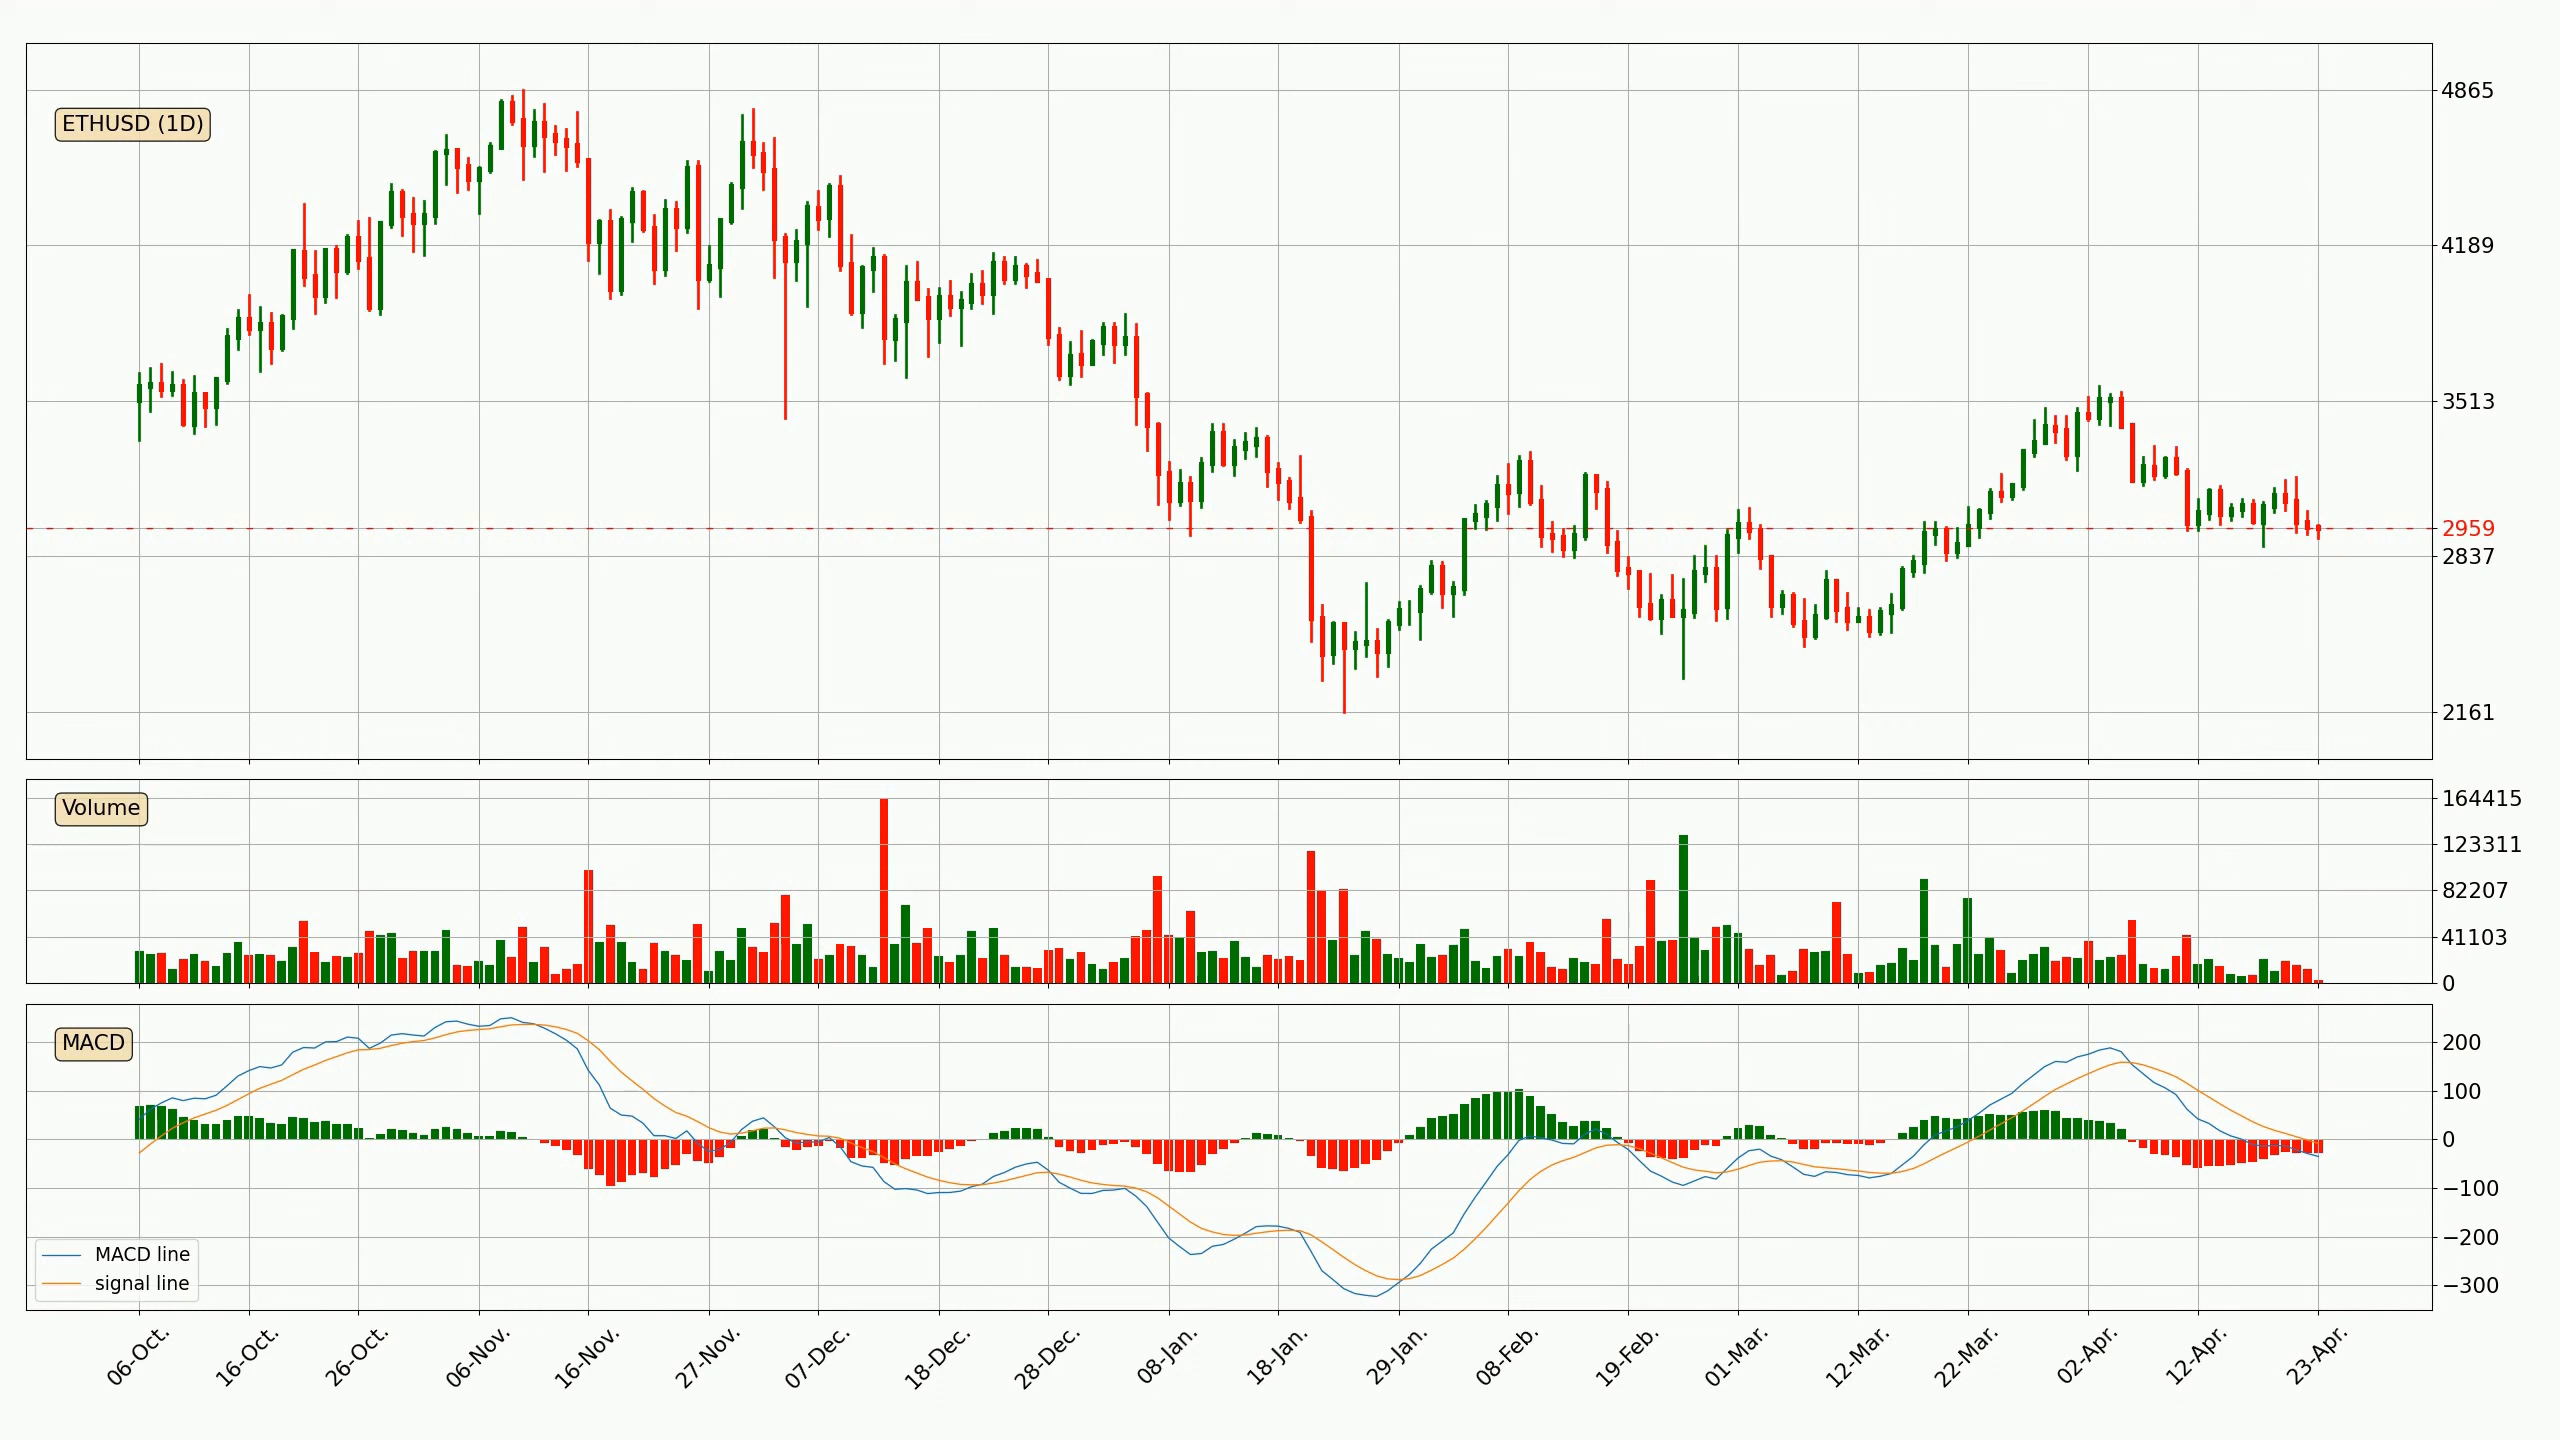 ETHUSD (1D)
4865
4189
3513
2959
2837
2161
Volume
164415
123311
82207
41103
0
MACD
200
100
0
−100
−200
−300
MACD line
signal line
06-Oct.
16-Oct.
26-Oct.
06-Nov.
16-Nov.
27-Nov.
07-Dec.
18-Dec.
28-Dec.
08-Jan.
18-Jan.
29-Jan.
08-Feb.
19-Feb.
01-Mar.
12-Mar.
22-Mar.
02-Apr.
12-Apr.
23-Apr.